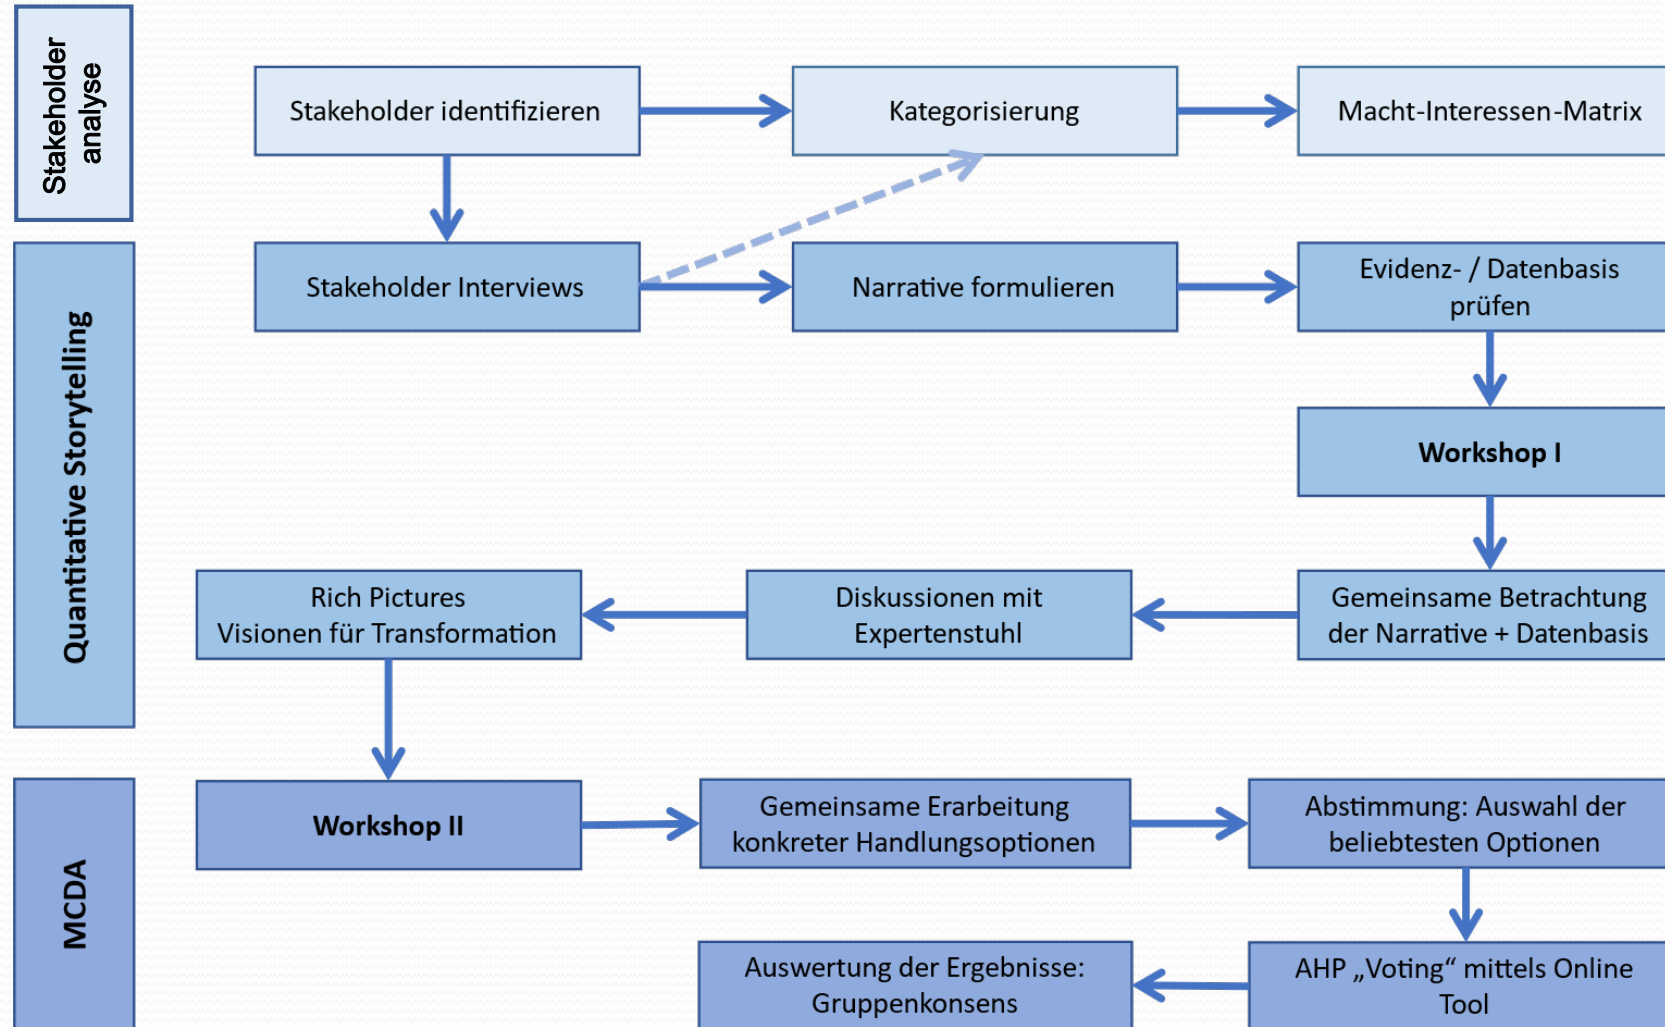 Stakeholder
analyse
Stakeholder identifizieren
Kategorisierung
Macht-Interessen-Matrix
Quantitative Storytelling
Stakeholder Interviews
Narrative formulieren
Evidenz- / Datenbasis
prüfen
Workshop I
Gemeinsame Betrachtung
der Narrative + Datenbasis
Diskussionen mit
Expertenstuhl
Rich Pictures
Visionen für Transformation
MCDA
Workshop II
Gemeinsame Erarbeitung
konkreter Handlungsoptionen
Abstimmung: Auswahl der
beliebtesten Optionen
AHP „Voting“ mittels Online
Tool
Auswertung der Ergebnisse:
Gruppenkonsens